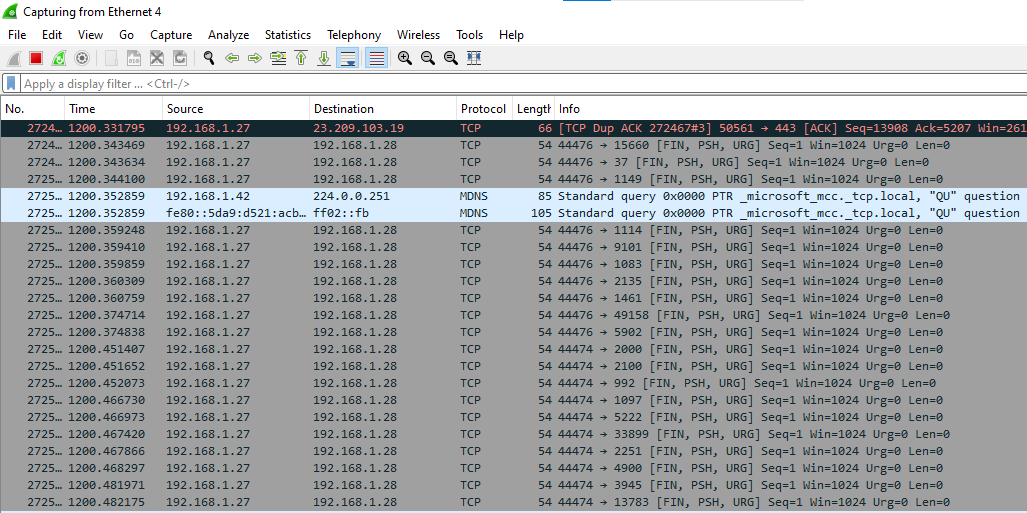 Capturing from Ethernet 4
File Edit View Go Capture Analyze Statistics Telephony Wireless Tools Help
Apply a display filter ... <Ctrl-/>
No. Time Source Destination Protocol Length Info
2724… 1200.331795 192.168.1.27 23.209.103.19 TCP 66 [TCP Dup ACK 272467#3] 50561 → 443 [ACK] Seq=13908 Ack=5207 Win=261
2724… 1200.343469 192.168.1.27 192.168.1.28 TCP 54 44476 → 15660 [FIN, PSH, URG] Seq=1 Win=1024 Urg=0 Len=0
2724… 1200.343634 192.168.1.27 192.168.1.28 TCP 54 44476 → 37 [FIN, PSH, URG] Seq=1 Win=1024 Urg=0 Len=0
2725… 1200.344100 192.168.1.27 192.168.1.28 TCP 54 44476 → 1149 [FIN, PSH, URG] Seq=1 Win=1024 Urg=0 Len=0
2725… 1200.352859 192.168.1.42 224.0.0.251 MDNS 85 Standard query 0x0000 PTR _microsoft_mcc._tcp.local, "QU" question
2725… 1200.352859 fe80::5da9:d521:acb… ff02::fb MDNS 105 Standard query 0x0000 PTR _microsoft_mcc._tcp.local, "QU" question
2725… 1200.359248 192.168.1.27 192.168.1.28 TCP 54 44476 → 1114 [FIN, PSH, URG] Seq=1 Win=1024 Urg=0 Len=0
2725… 1200.359410 192.168.1.27 192.168.1.28 TCP 54 44476 → 9101 [FIN, PSH, URG] Seq=1 Win=1024 Urg=0 Len=0
2725… 1200.359859 192.168.1.27 192.168.1.28 TCP 54 44476 → 1083 [FIN, PSH, URG] Seq=1 Win=1024 Urg=0 Len=0
2725… 1200.360309 192.168.1.27 192.168.1.28 TCP 54 44476 → 2135 [FIN, PSH, URG] Seq=1 Win=1024 Urg=0 Len=0
2725… 1200.360759 192.168.1.27 192.168.1.28 TCP 54 44476 → 1461 [FIN, PSH, URG] Seq=1 Win=1024 Urg=0 Len=0
2725… 1200.374714 192.168.1.27 192.168.1.28 TCP 54 44476 → 49158 [FIN, PSH, URG] Seq=1 Win=1024 Urg=0 Len=0
2725… 1200.374838 192.168.1.27 192.168.1.28 TCP 54 44476 → 5902 [FIN, PSH, URG] Seq=1 Win=1024 Urg=0 Len=0
2725… 1200.451407 192.168.1.27 192.168.1.28 TCP 54 44474 → 2000 [FIN, PSH, URG] Seq=1 Win=1024 Urg=0 Len=0
2725… 1200.451652 192.168.1.27 192.168.1.28 TCP 54 44474 → 2100 [FIN, PSH, URG] Seq=1 Win=1024 Urg=0 Len=0
2725… 1200.452073 192.168.1.27 192.168.1.28 TCP 54 44474 → 992 [FIN, PSH, URG] Seq=1 Win=1024 Urg=0 Len=0
2725… 1200.466730 192.168.1.27 192.168.1.28 TCP 54 44474 → 1097 [FIN, PSH, URG] Seq=1 Win=1024 Urg=0 Len=0
2725… 1200.466973 192.168.1.27 192.168.1.28 TCP 54 44474 → 5222 [FIN, PSH, URG] Seq=1 Win=1024 Urg=0 Len=0
2725… 1200.467420 192.168.1.27 192.168.1.28 TCP 54 44474 → 33899 [FIN, PSH, URG] Seq=1 Win=1024 Urg=0 Len=0
2725… 1200.467866 192.168.1.27 192.168.1.28 TCP 54 44474 → 2251 [FIN, PSH, URG] Seq=1 Win=1024 Urg=0 Len=0
2725… 1200.468297 192.168.1.27 192.168.1.28 TCP 54 44474 → 4900 [FIN, PSH, URG] Seq=1 Win=1024 Urg=0 Len=0
2725… 1200.481971 192.168.1.27 192.168.1.28 TCP 54 44474 → 3945 [FIN, PSH, URG] Seq=1 Win=1024 Urg=0 Len=0
2725… 1200.482175 192.168.1.27 192.168.1.28 TCP 54 44474 → 13783 [FIN, PSH, URG] Seq=1 Win=1024 Urg=0 Len=0